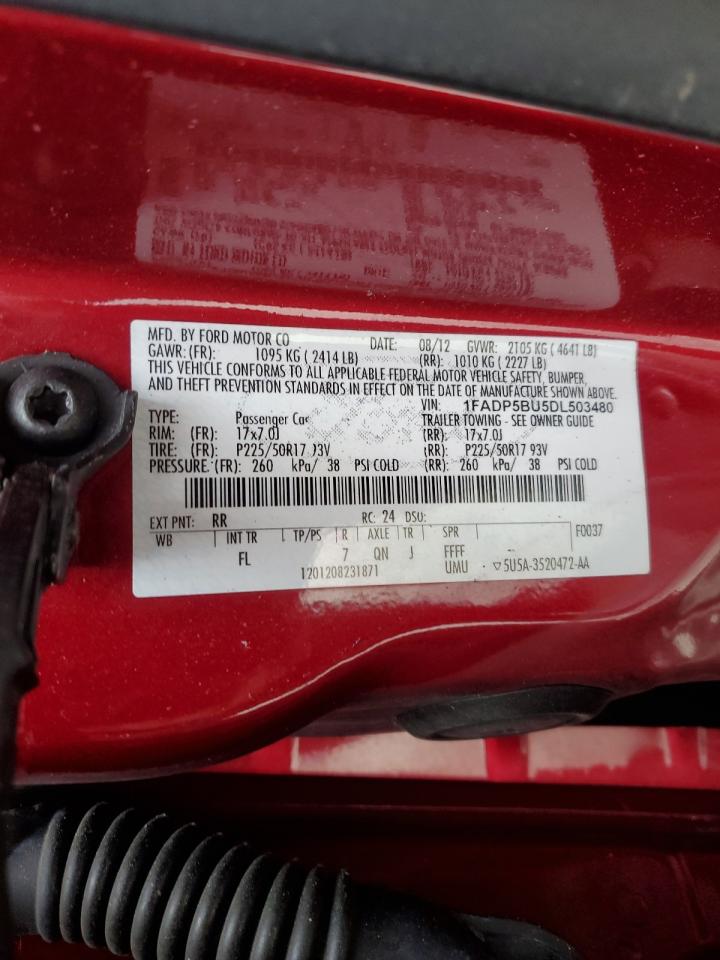 MFD. BY FORD MOTOR CO DATE: 08/12 GVWR: 2105 KG ( 4641 LB)
GAWR: (FR): 1095 KG ( 2414 LB) (RR): 1010 KG ( 2227 LB)
THIS VEHICLE CONFORMS TO ALL APPLICABLE FEDERAL MOTOR VEHICLE SAFETY, BUMPER,
AND THEFT PREVENTION STANDARDS IN EFFECT ON THE DATE OF MANUFACTURE SHOWN ABOVE.
VIN: 1FADP5BU5DL503480
TYPE: Passenger Car TRAILER TOWING - SEE OWNER GUIDE
RIM: (FR): 17x7.0J (RR): 17x7.0J
TIRE: (FR): P225/50R17 93V (RR): P225/50R17 93V
PRESSURE: (FR): 260 kPa/ 38 PSI COLD (RR): 260 kPa/ 38 PSI COLD
EXT PNT: RR RC: 24 DSU:
WB INT TR TP/PS R AXLE TR SPR F0037
FL 7 QN J FFFF
1201208231871 UMU ▽5U5A-3520472-AA